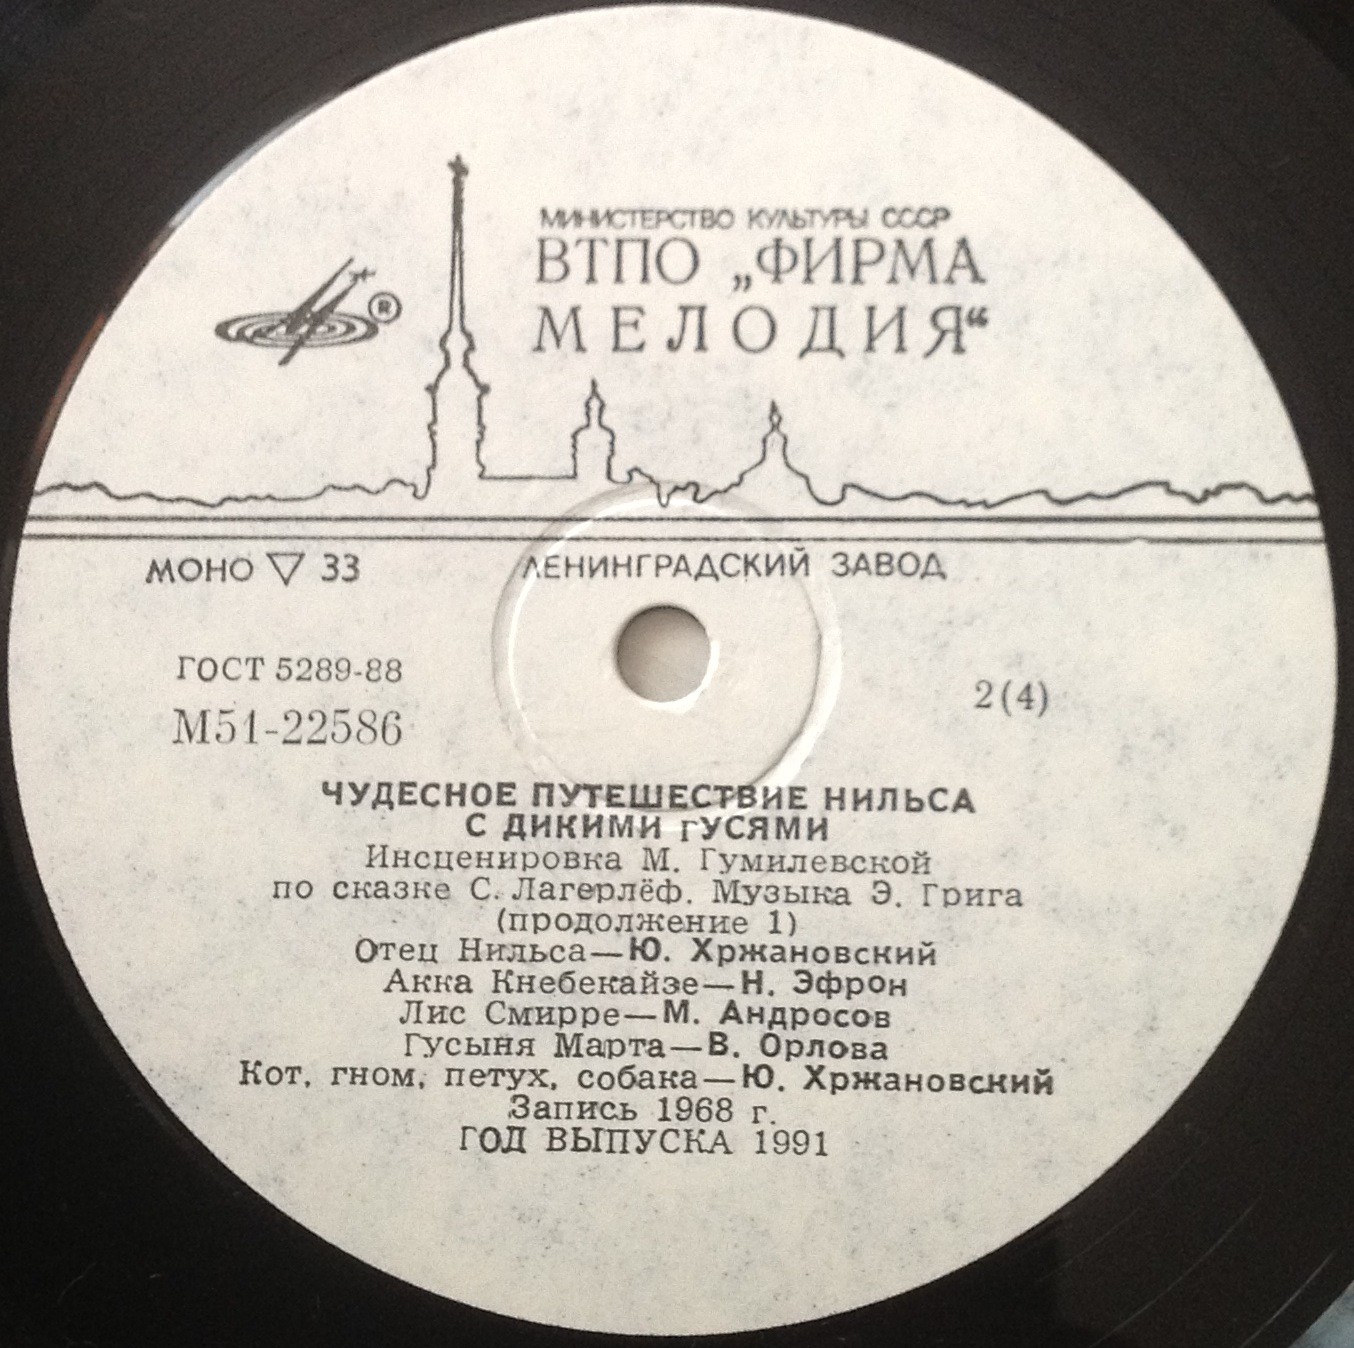 МИНИСТЕРСТВО КУЛЬТУРЫ СССР
ВТПО „ФИРМА
МЕЛОДИЯ“
®
МОНО ▽ 33
ЛЕНИНГРАДСКИЙ ЗАВОД
ГОСТ 5289-88
М51-22586
2(4)
ЧУДЕСНОЕ ПУТЕШЕСТВИЕ НИЛЬСА
С ДИКИМИ ГУСЯМИ
Инсценировка М. Гумилевской
по сказке С. Лагерлёф. Музыка Э. Грига
(продолжение 1)
Отец Нильса—Ю. Хржановский
Акка Кнебекайзе—Н. Эфрон
Лис Смирре—М. Андросов
Гусыня Марта—В. Орлова
Кот, гном, петух, собака—Ю. Хржановский
Запись 1968 г.
ГОД ВЫПУСКА 1991